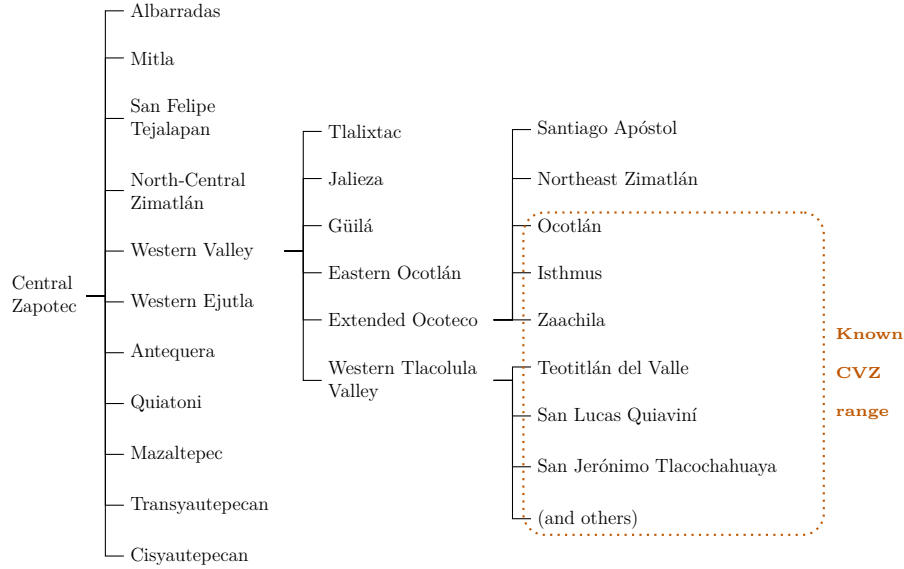 Central
Zapotec
Albarradas
Mitla
San Felipe
Tejalapan
North-Central
Zimatlán
Western Valley
Western Ejutla
Antequera
Quiatoni
Mazaltepec
Transyautepecan
Cisyautepecan
Tlalixtac
Jalieza
Güilá
Eastern Ocotlán
Extended Ocoteco
Western Tlacolula
Valley
Santiago Apóstol
Northeast Zimatlán
Ocotlán
Isthmus
Zaachila
Teotitlán del Valle
San Lucas Quiaviní
San Jerónimo Tlacochahuaya
(and others)
Known
CVZ
range